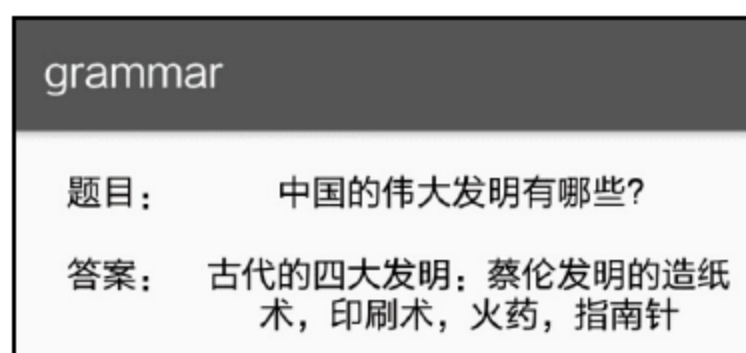 grammar
题目： 中国的伟大发明有哪些?
答案： 古代的四大发明：蔡伦发明的造纸
术，印刷术，火药，指南针